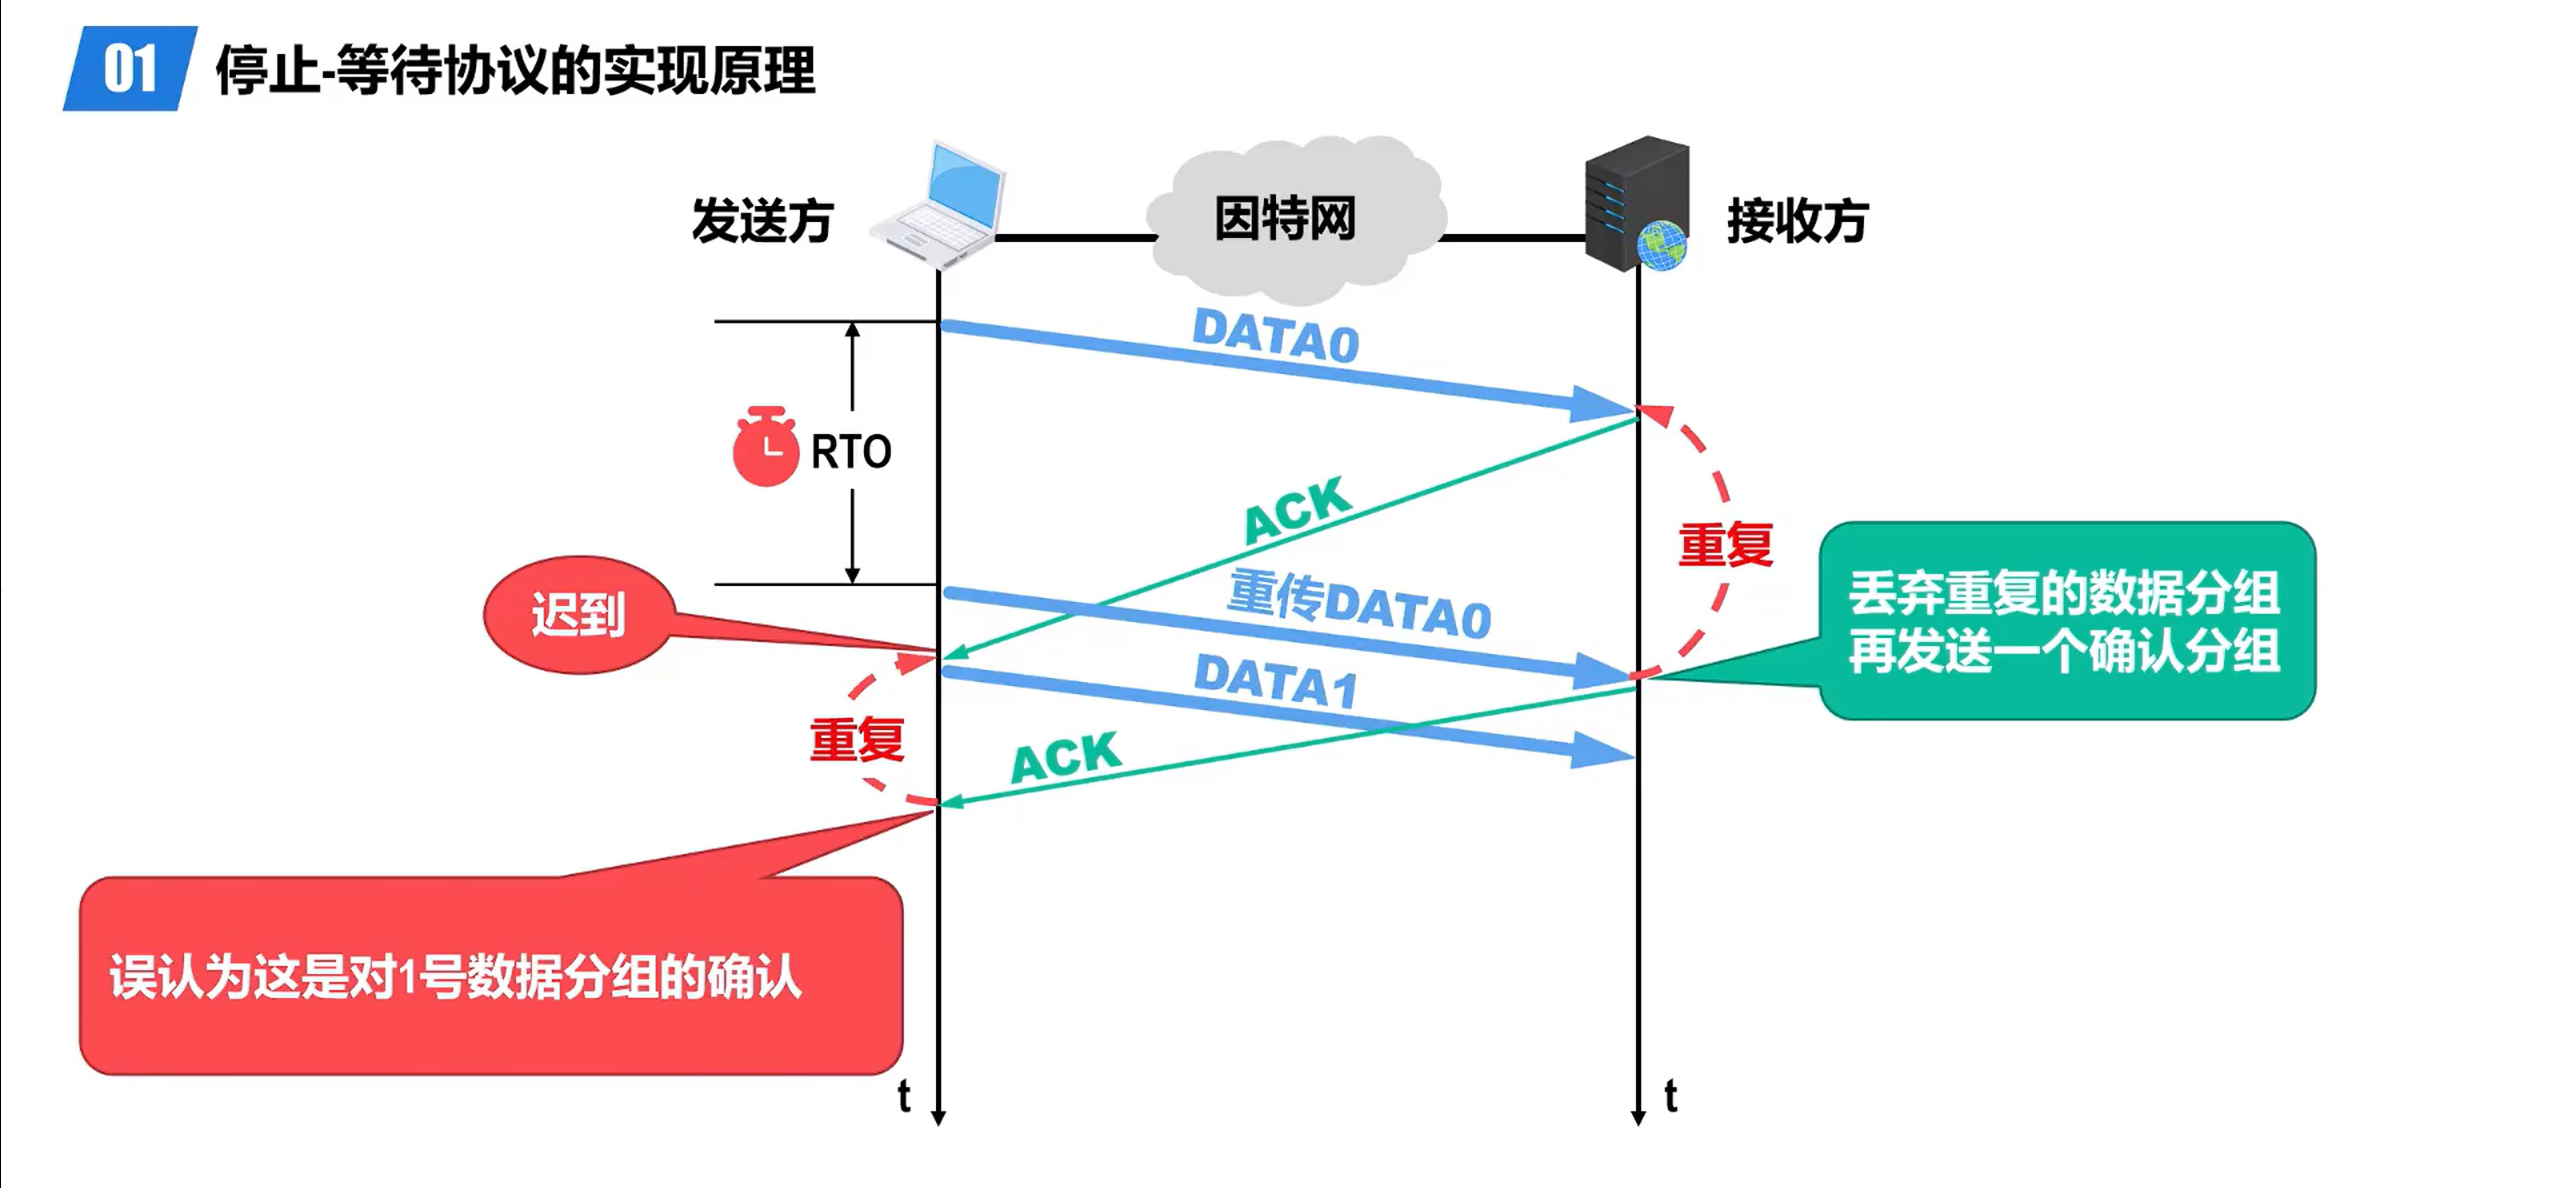 01 停止-等待协议的实现原理
发送方
因特网
接收方
DATA0
RTO
ACK
重复
迟到
重传DATA0
丢弃重复的数据分组
再发送一个确认分组
DATA1
重复
ACK
误认为这是对1号数据分组的确认
t
t